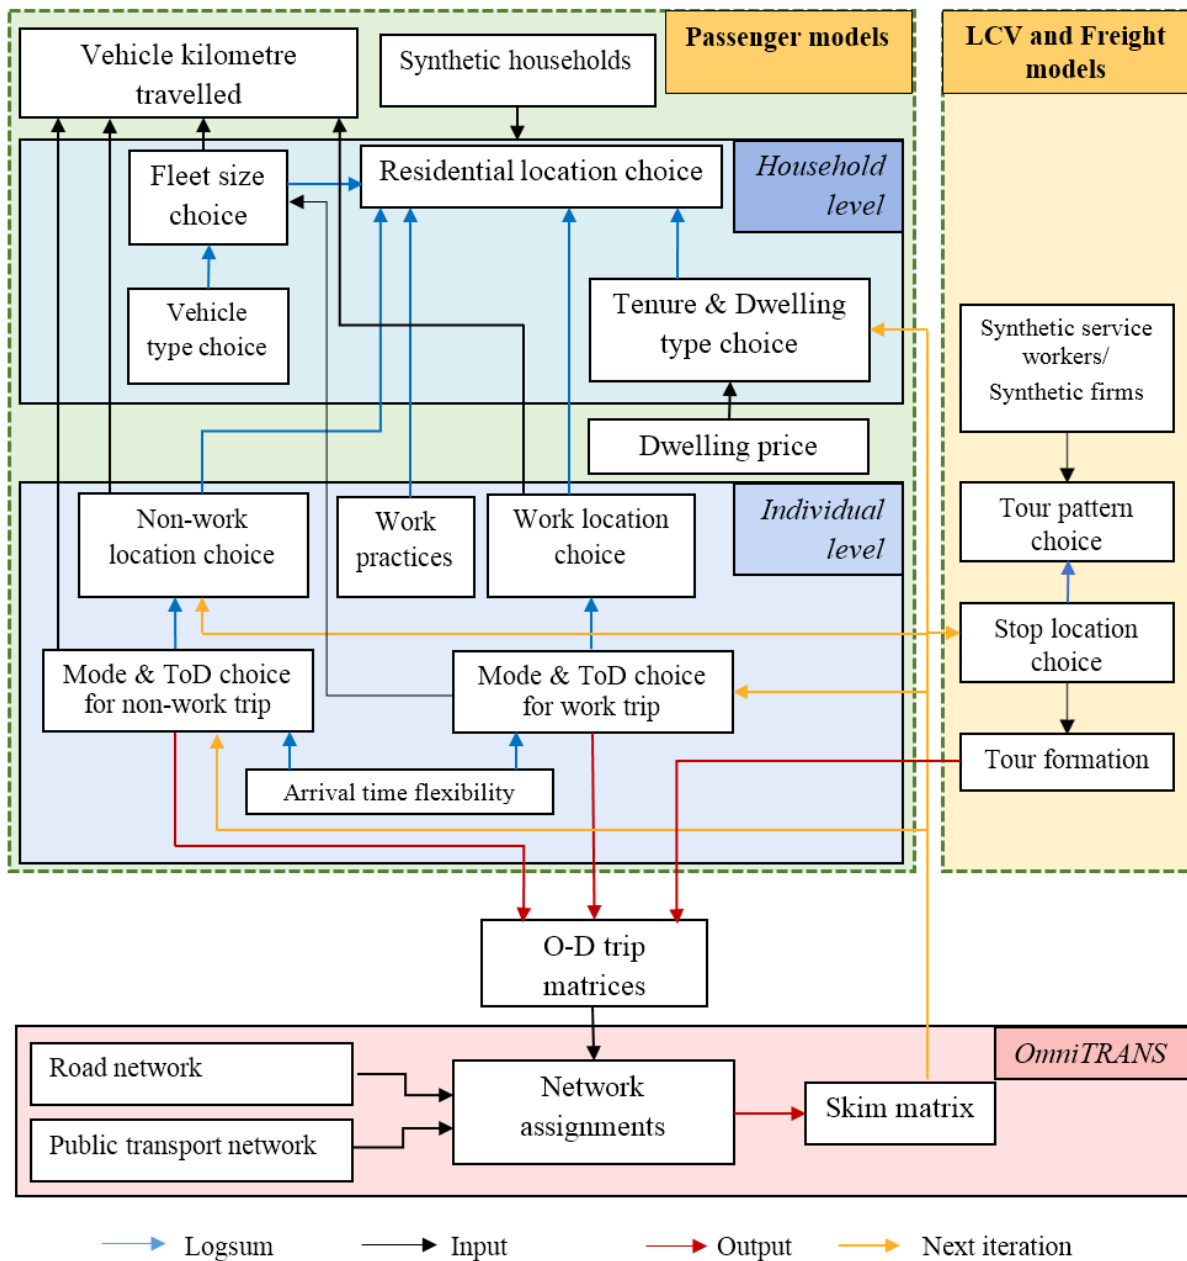 Vehicle kilometre
travelled
Synthetic households
Passenger models
LCV and Freight
models
Fleet size
choice
Residential location choice
Household
level
Vehicle
type choice
Tenure & Dwelling
type choice
Synthetic service
workers/
Synthetic firms
Dwelling price
Non-work
location choice
Work
practices
Work location
choice
Individual
level
Tour pattern
choice
Stop location
choice
Mode & ToD choice
for non-work trip
Mode & ToD choice
for work trip
Tour formation
Arrival time flexibility
O-D trip
matrices
OmniTRANS
Road network
Network
assignments
Skim matrix
Public transport network
Logsum
Input
Output
Next iteration